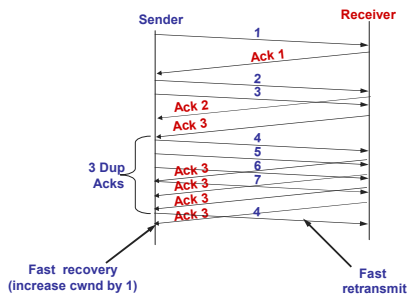 Sender
Receiver
1
Ack 1
2
3
Ack 2
Ack 3
4
5
3 Dup
Acks
Ack 3
6
Ack 3
7
Ack 3
Ack 3
4
Fast recovery
(increase cwnd by 1)
Fast
retransmit